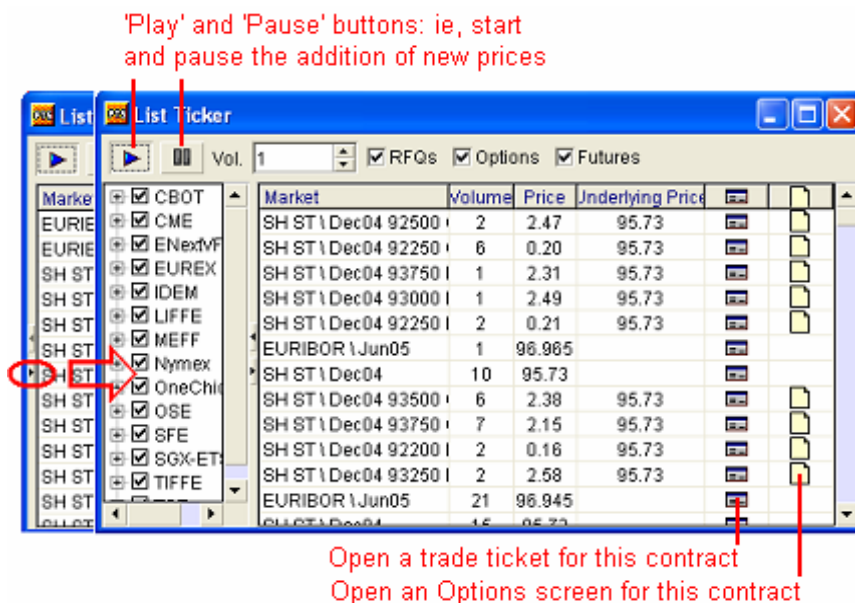 'Play' and 'Pause' buttons: ie, start
and pause the addition of new prices
List
List Ticker
Vol. 1 RFQs Options Futures
Market
EURIE
EURIE
SH ST
SH ST
SH ST
SH ST
SH ST
SH ST
SH ST
SH ST
SH ST
SH ST
CBOT
CME
ENextVF
EUREX
IDEM
LIFFE
MEFF
Nymex
OneChic
OSE
SFE
SGX-ETS
TIFFE
Market Volume Price Underlying Price
SH ST \ Dec04 92500 2 2.47 95.73
SH ST \ Dec04 92250 6 0.20 95.73
SH ST \ Dec04 93750 1 2.31 95.73
SH ST \ Dec04 93000 1 2.49 95.73
SH ST \ Dec04 92250 2 0.21 95.73
EURIBOR \ Jun05 1 96.965
SH ST \ Dec04 10 95.73
SH ST \ Dec04 93500 6 2.38 95.73
SH ST \ Dec04 93750 7 2.15 95.73
SH ST \ Dec04 92200 2 0.16 95.73
SH ST \ Dec04 93250 2 2.58 95.73
EURIBOR \ Jun05 21 96.945
Open a trade ticket for this contract
Open an Options screen for this contract